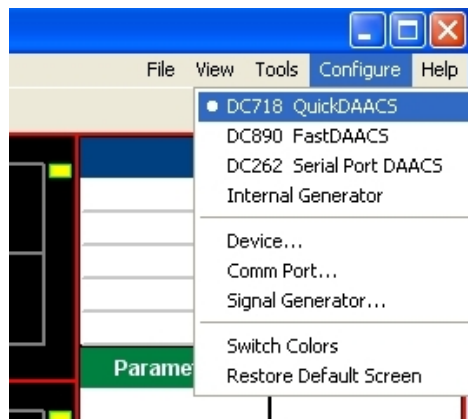 File View Tools Configure Help
DC718 QuickDAACS
DC890 FastDAACS
DC262 Serial Port DAACS
Internal Generator
Device...
Comm Port...
Signal Generator...
Switch Colors
Restore Default Screen